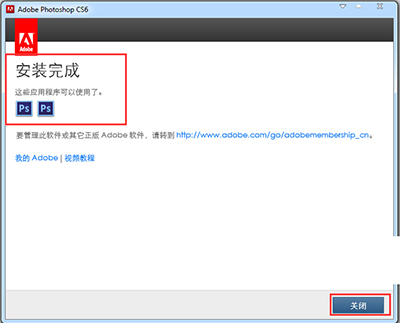 Adobe Photoshop CS6
Adobe
安装完成
这些应用程序可以使用了。
Ps Ps
要管理此软件或其它正版 Adobe 软件，请转到 http://www.adobe.com/go/adobemembership_cn。
我的 Adobe | 视频教程
关闭